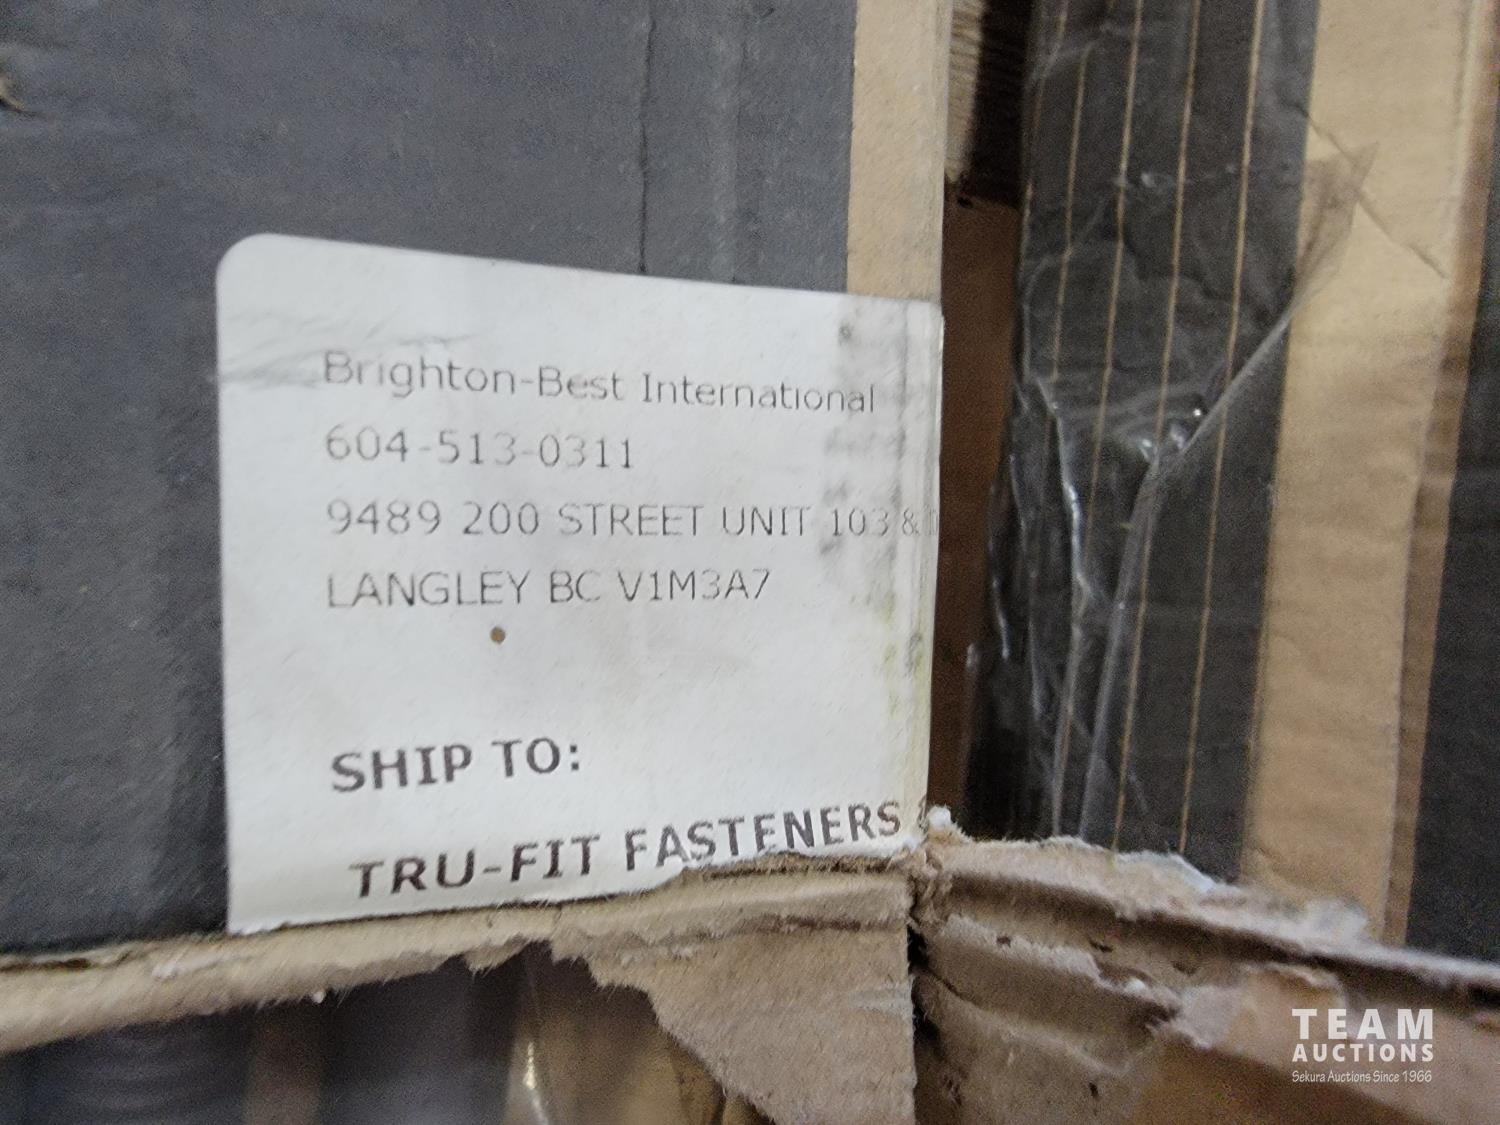 Brighton-Best International
604-513-0311
9489 200 STREET UNIT 103 &
LANGLEY BC V1M3A7
SHIP TO:
TRU-FIT FASTENERS
TEAM
AUCTIONS
Sekura Auctions Since 1966